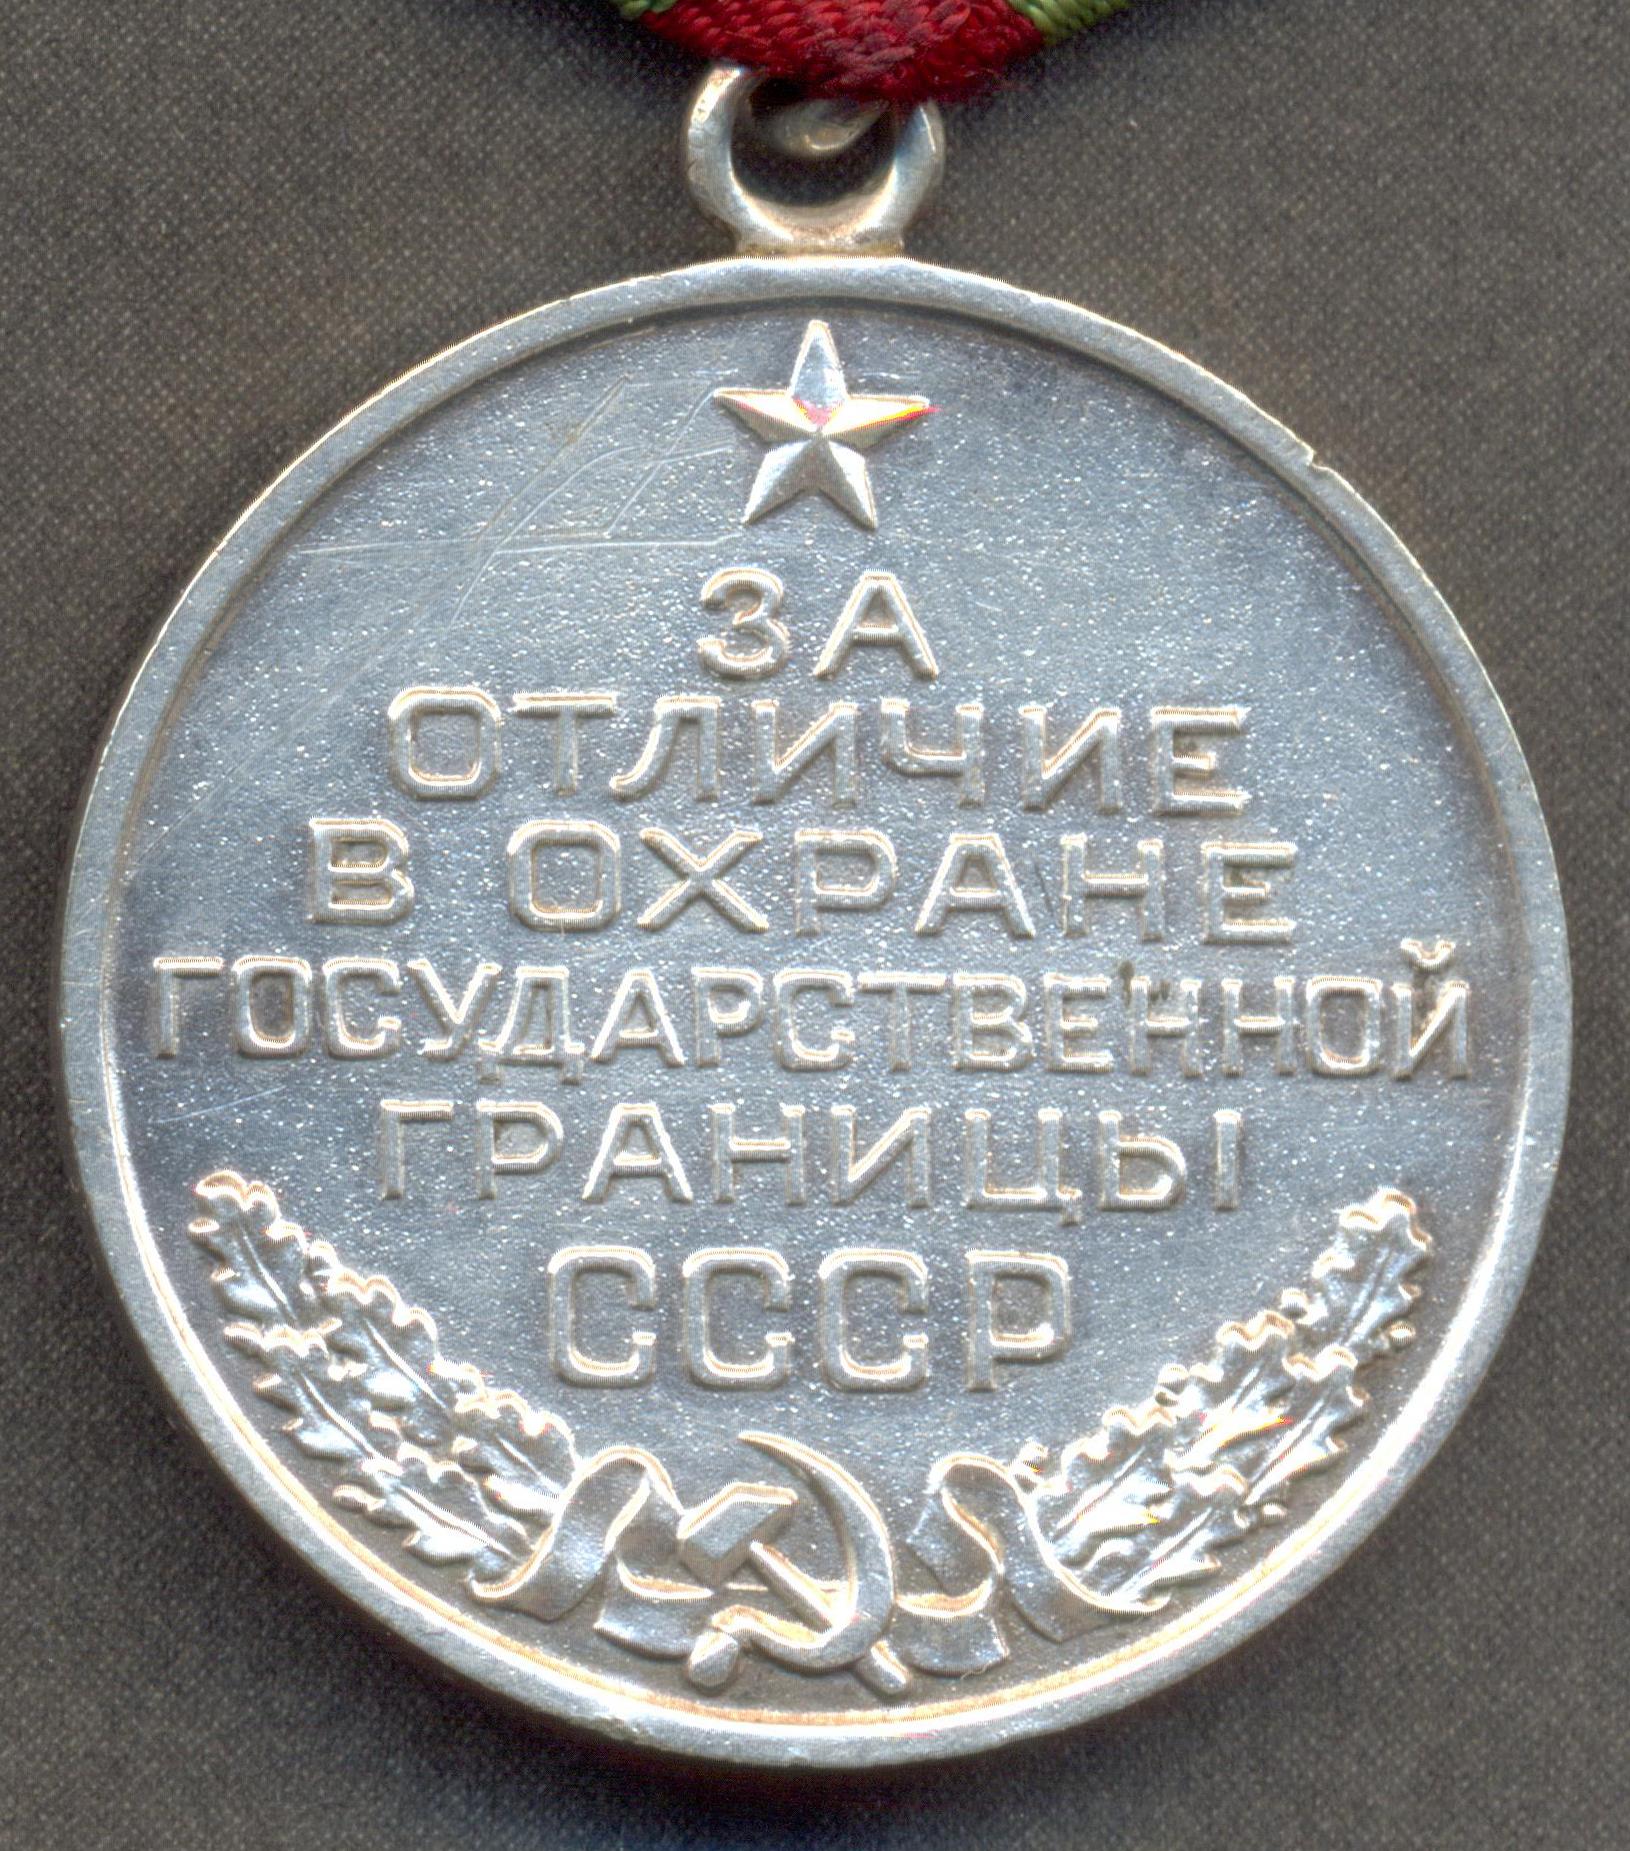 ЗА
ОТЛИЧИЕ
В ОХРАНЕ
ГОСУДАРСТВЕННОЙ
ГРАНИЦЫ
СССР